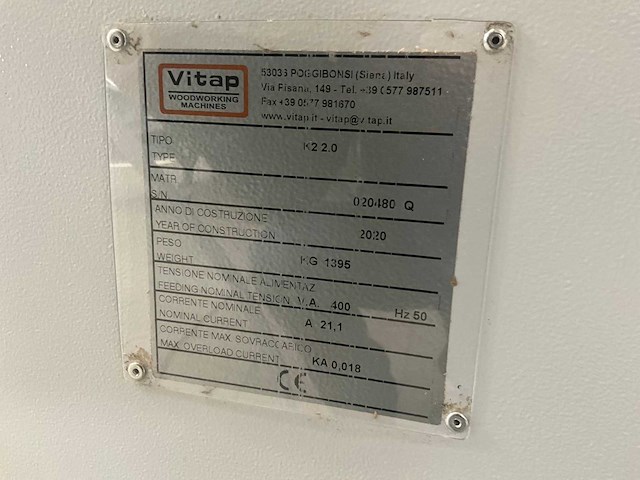 Vitap
WOODWORKING
MACHINES
53036 POGGIBONSI (Siena) Italy
Via Pisana, 149 - Tel. +39 0577 987511
Fax +39 0577 981670
www.vitap.it - vitap@vitap.it
TIPO
TYPE
K2 2.0
MATR.
S/N
020480 Q
ANNO DI COSTRUZIONE
YEAR OF CONSTRUCTION
2020
PESO
WEIGHT
KG 1395
TENSIONE NOMINALE ALIMENTAZ.
FEEDING NOMINAL TENSION V.A. 400 Hz 50
CORRENTE NOMINALE
NOMINAL CURRENT A 21,1
CORRENTE MAX. SOVRACCARICO
MAX. OVERLOAD CURRENT KA 0,018
CE